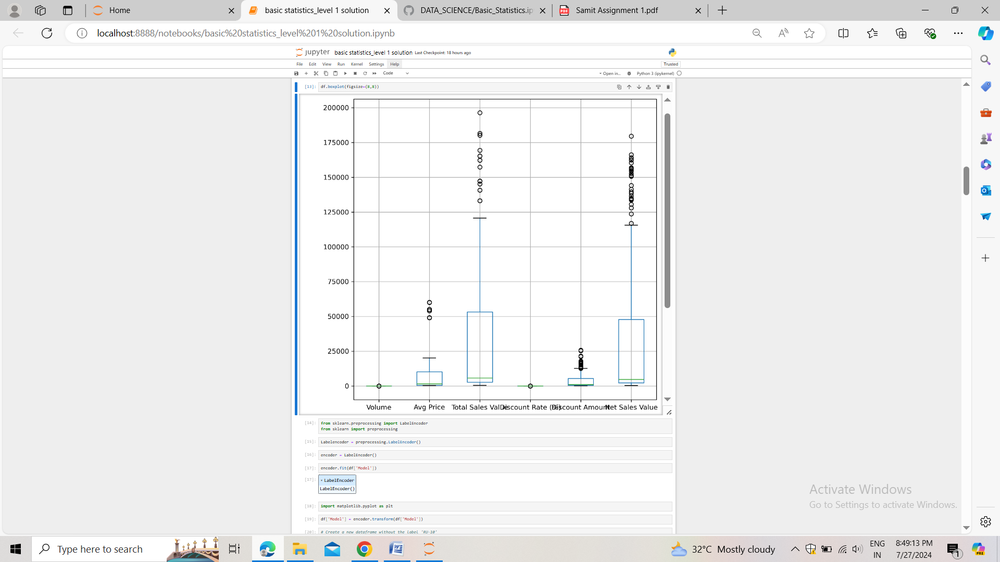 Home
basic statistics_level 1 solution
DATA_SCIENCE/Basic_Statistics.ip
Samit Assignment 1.pdf
localhost:8888/notebooks/basic%20statistics_level%201%20solution.ipynb
jupyter basic statistics_level 1 solution Last Checkpoint: 18 hours ago
File Edit View Run Kernel Settings Help
Trusted
Code
Open in...
Python 3 (ipykernel)
[13]: df.boxplot(figsize=(8,8))
200000
175000
150000
125000
100000
75000
50000
25000
0
Volume Avg Price Total Sales Value Discount Rate (%) Discount Amount Net Sales Value
[14]: from sklearn.preprocessing import LabelEncoder
from sklearn import preprocessing
[15]: Labelencoder = preprocessing.LabelEncoder()
[16]: encoder = LabelEncoder()
[17]: encoder.fit(df['Model'])
[17]: LabelEncoder
LabelEncoder()
[18]: import matplotlib.pyplot as plt
[19]: df['Model'] = encoder.transform(df['Model'])
[20]: # Create a new dataframe without the label 'RU-10'
Activate Windows
Go to Settings to activate Windows.
Type here to search
32°C Mostly cloudy
ENG
IN
8:49:13 PM
7/27/2024
1
PRE